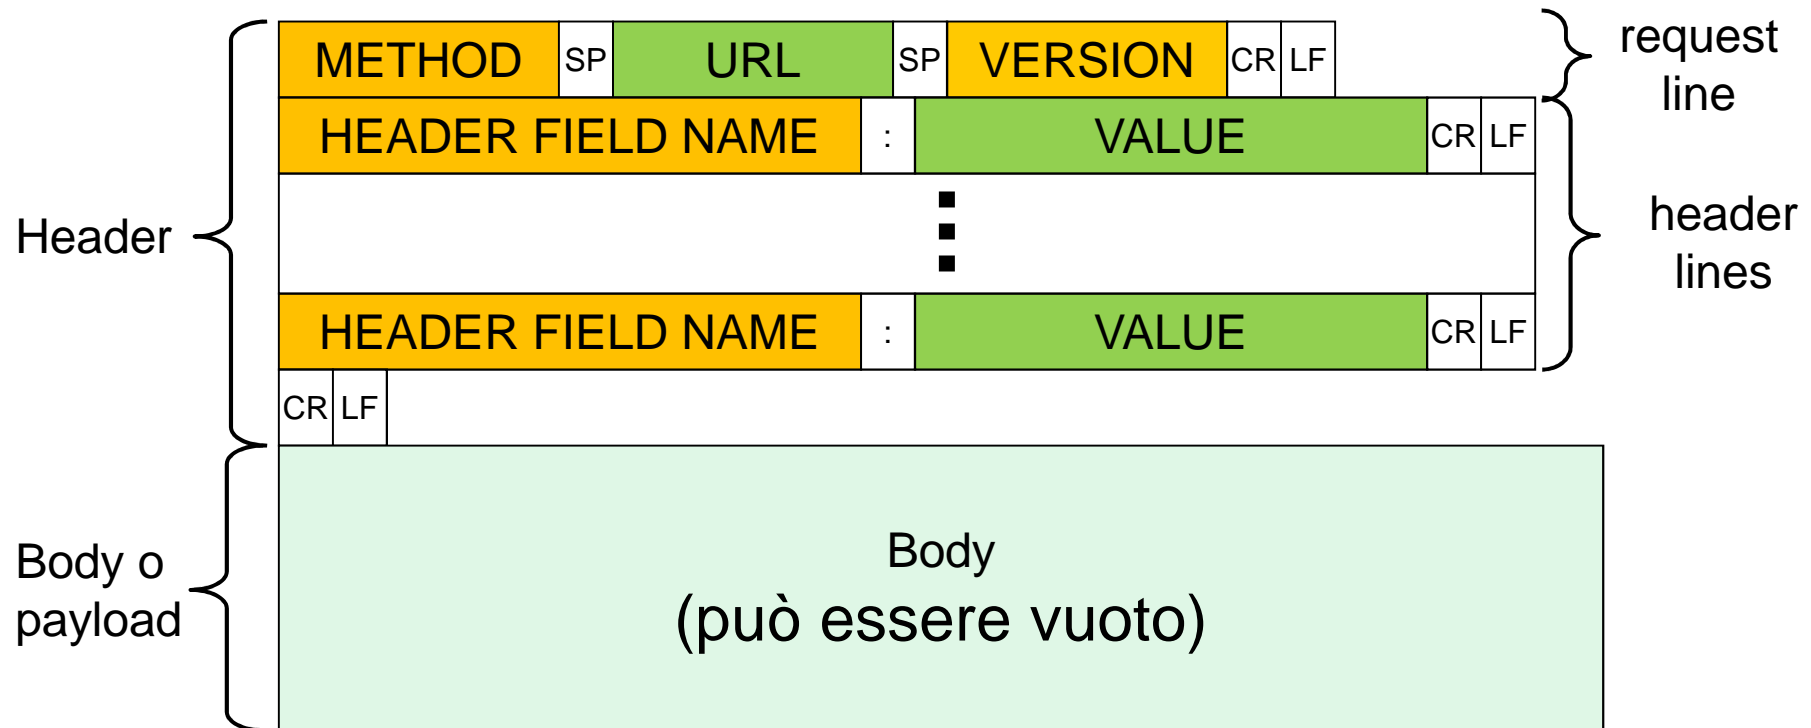 METHOD SP URL SP VERSION CR LF
request
line
HEADER FIELD NAME : VALUE CR LF
Header
header
lines
HEADER FIELD NAME : VALUE CR LF
CR LF
Body o
payload
Body
(può essere vuoto)